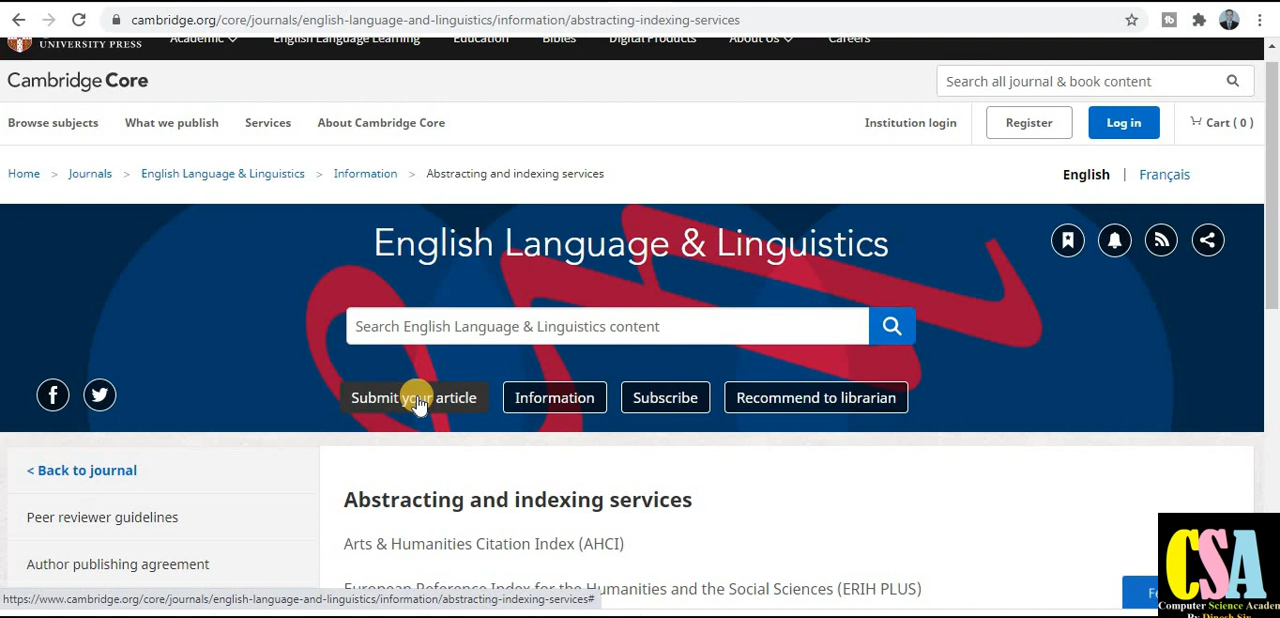 cambridge.org/core/journals/english-language-and-linguistics/information/abstracting-indexing-services
UNIVERSITY PRESS Academic English Language Learning Education Bibles Digital Products About Us Careers
Cambridge Core
Search all journal & book content
Browse subjects What we publish Services About Cambridge Core Institution login Register Log in Cart ( 0 )
Home > Journals > English Language & Linguistics > Information > Abstracting and indexing services English | Français
English Language & Linguistics
Search English Language & Linguistics content
Submit your article Information Subscribe Recommend to librarian
< Back to journal
Peer reviewer guidelines
Author publishing agreement
Abstracting and indexing services
Arts & Humanities Citation Index (AHCI)
European Reference Index for the Humanities and the Social Sciences (ERIH PLUS)
https://www.cambridge.org/core/journals/english-language-and-linguistics/information/abstracting-indexing-services#
CSA
Computer Science Academ
By Dinesh Sir